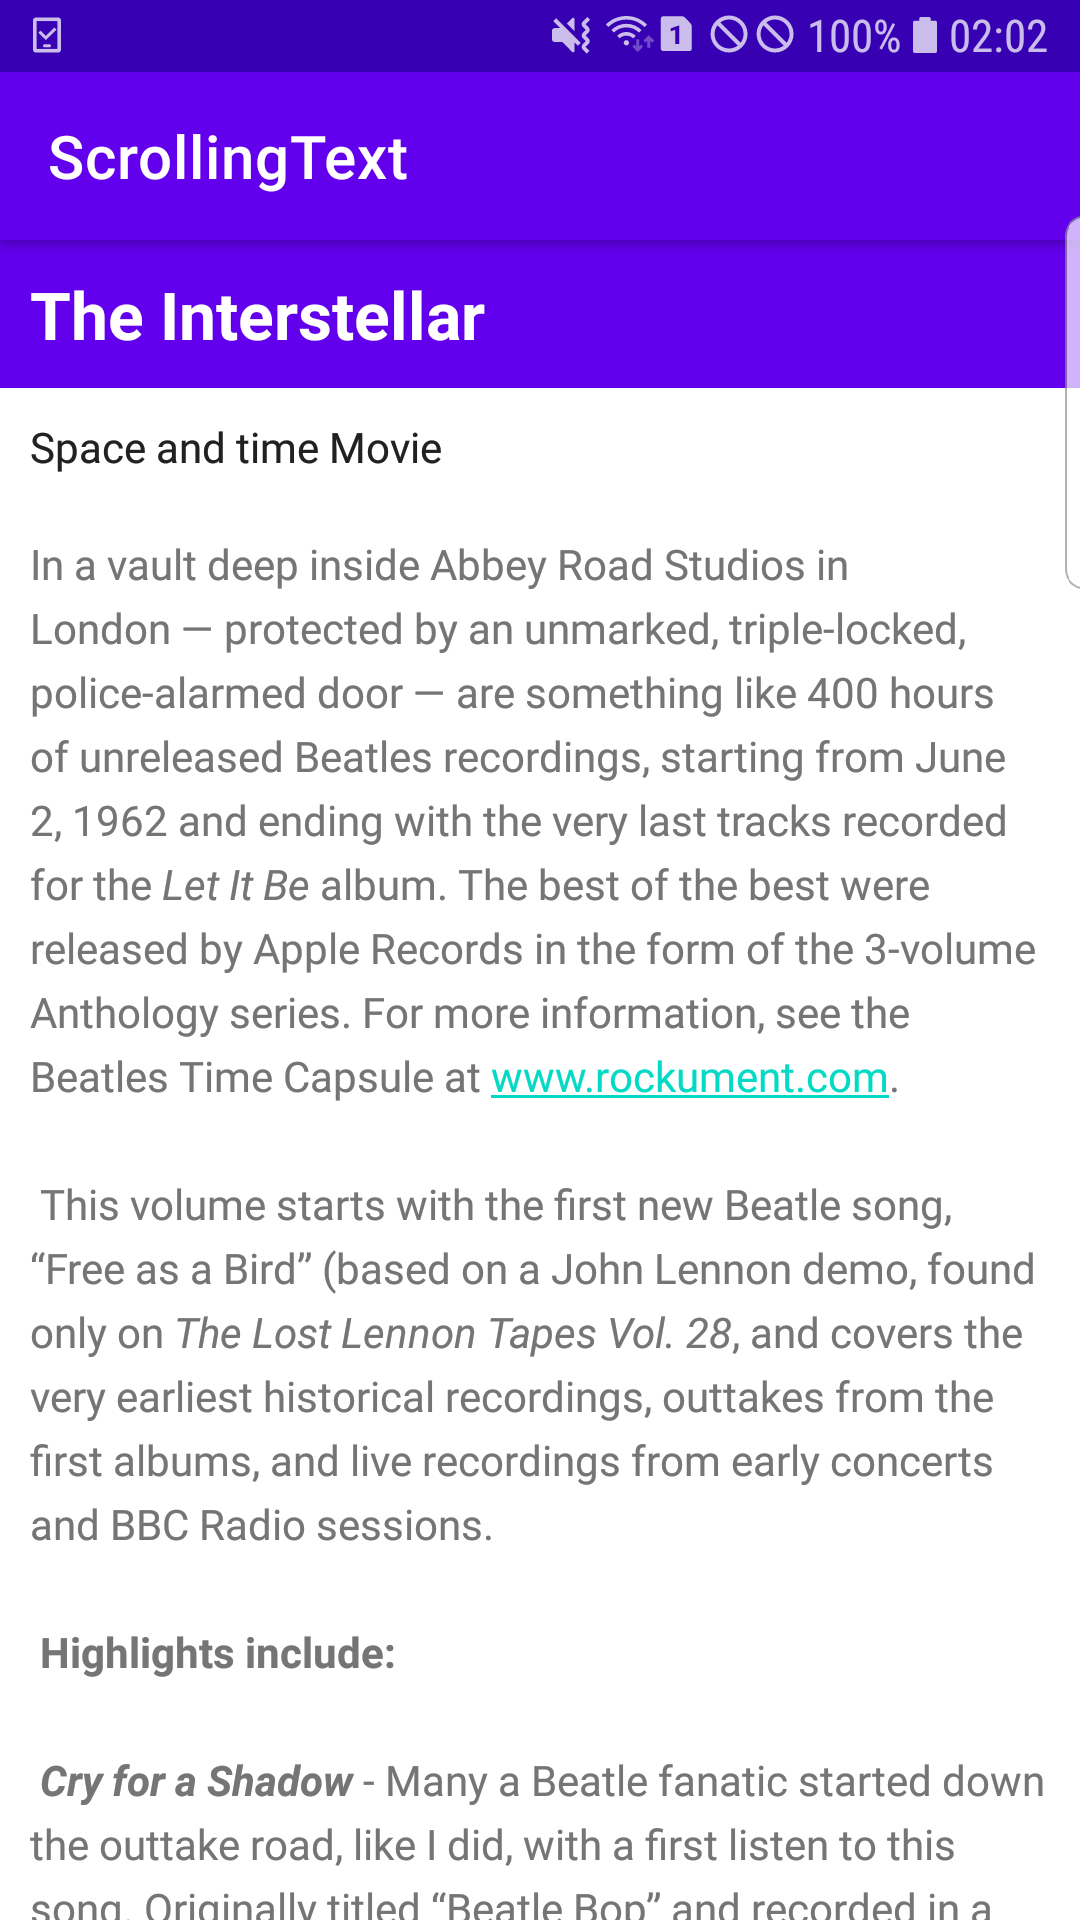 1 100% 02:02
ScrollingText
The Interstellar
Space and time Movie
In a vault deep inside Abbey Road Studios in
London — protected by an unmarked, triple-locked,
police-alarmed door — are something like 400 hours
of unreleased Beatles recordings, starting from June
2, 1962 and ending with the very last tracks recorded
for the Let It Be album. The best of the best were
released by Apple Records in the form of the 3-volume
Anthology series. For more information, see the
Beatles Time Capsule at www.rockument.com.
This volume starts with the first new Beatle song,
“Free as a Bird” (based on a John Lennon demo, found
only on The Lost Lennon Tapes Vol. 28, and covers the
very earliest historical recordings, outtakes from the
first albums, and live recordings from early concerts
and BBC Radio sessions.
Highlights include:
Cry for a Shadow - Many a Beatle fanatic started down
the outtake road, like I did, with a first listen to this
song. Originally titled “Beatle Bop” and recorded in a